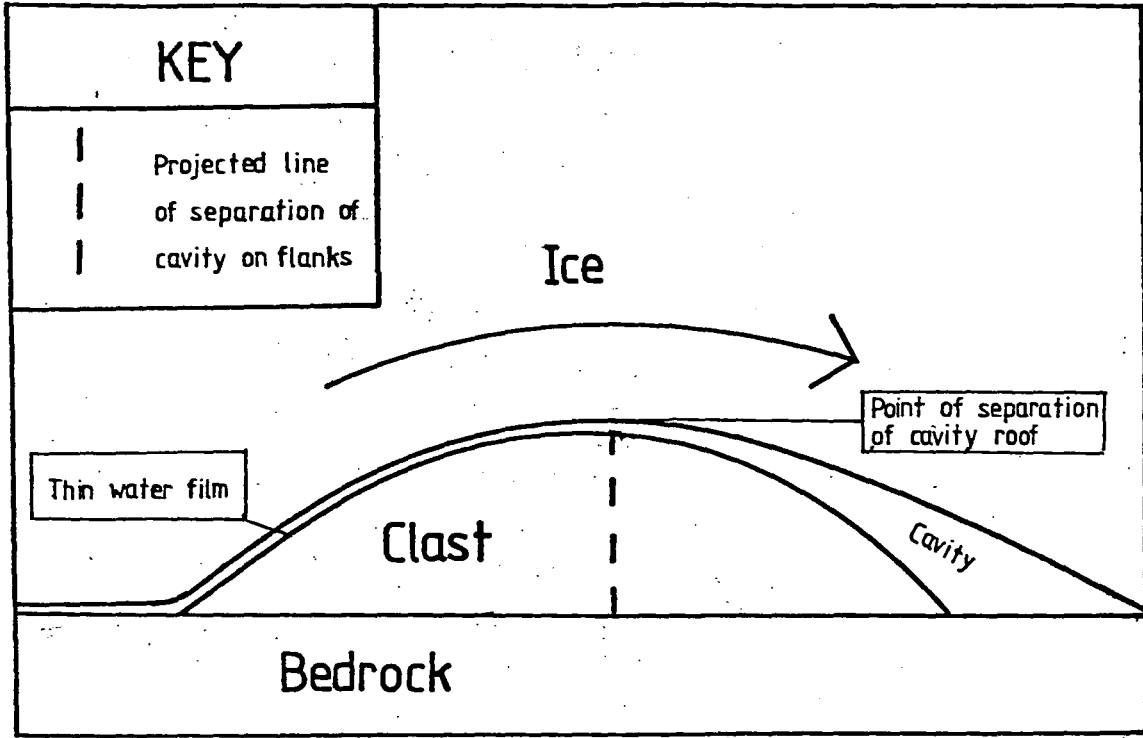 KEY
Projected line
of separation of
cavity on flanks
Ice
Point of separation
of cavity roof
Thin water film
Clast
Cavity
Bedrock